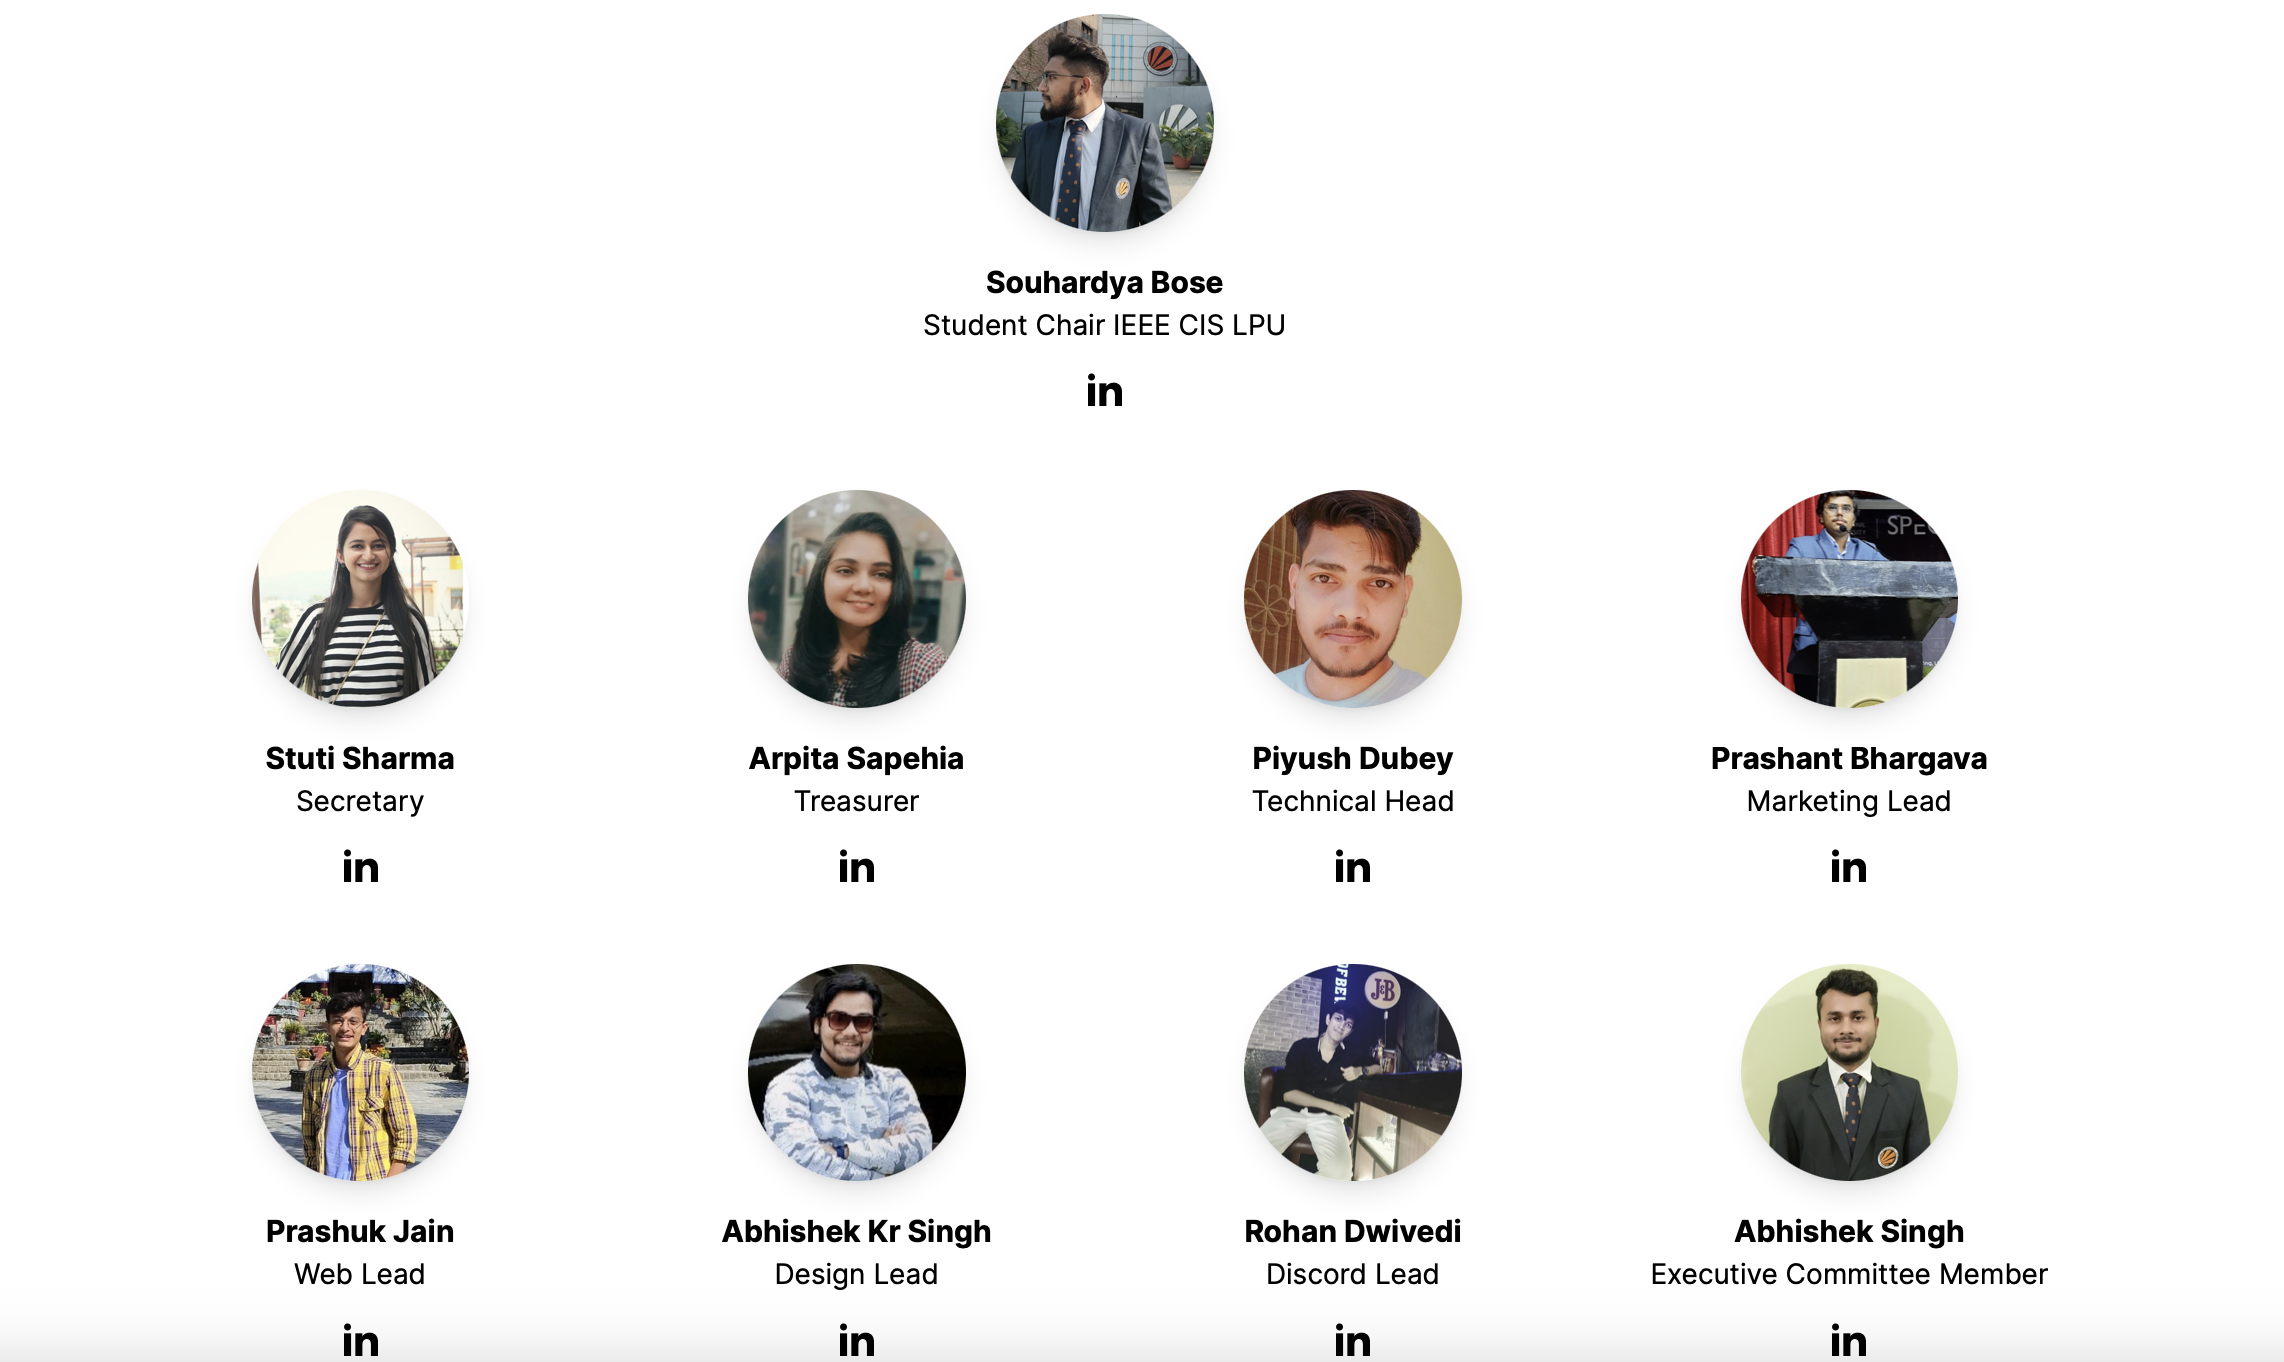 Souhardya Bose
Student Chair IEEE CIS LPU
in
SPEC
Stuti Sharma
Secretary
in
Arpita Sapehia
Treasurer
in
Piyush Dubey
Technical Head
in
Prashant Bhargava
Marketing Lead
in
J&B
Prashuk Jain
Web Lead
in
Abhishek Kr Singh
Design Lead
in
Rohan Dwivedi
Discord Lead
in
Abhishek Singh
Executive Committee Member
in